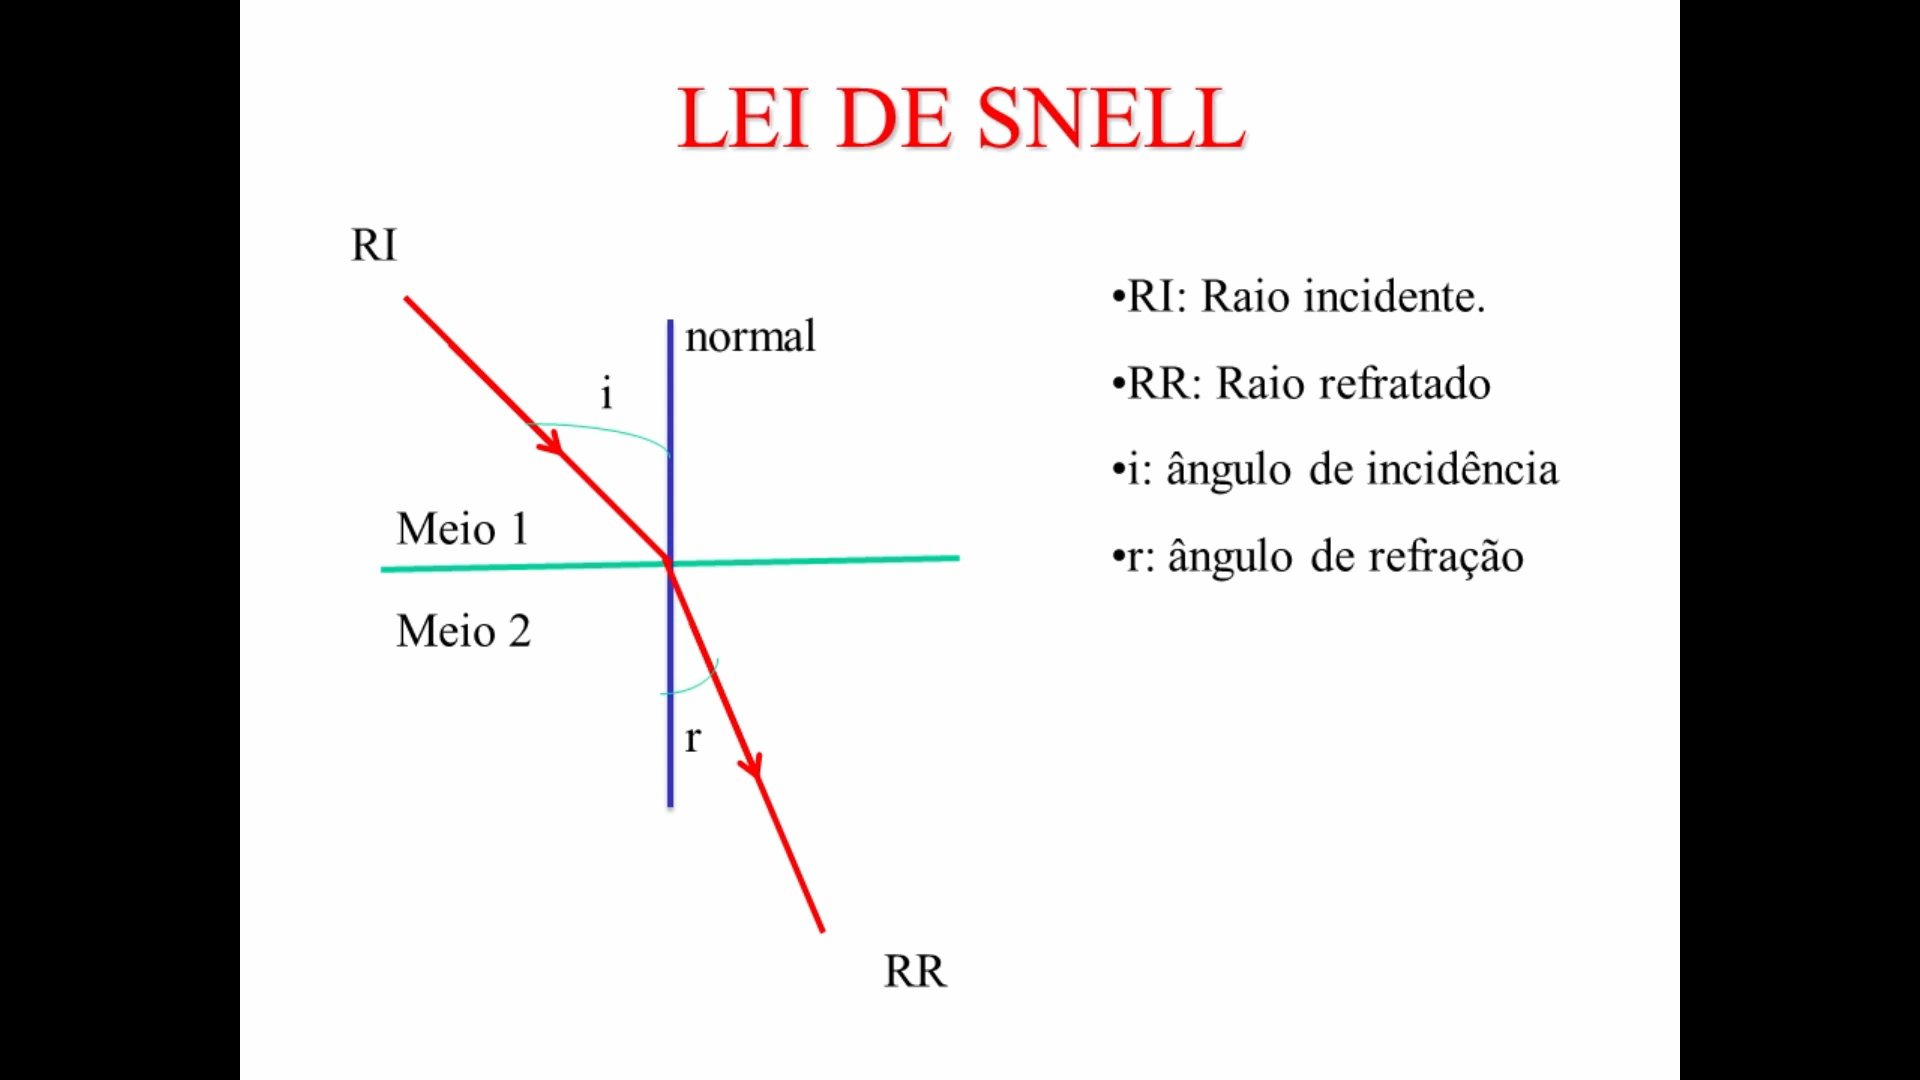 LEI DE SNELL
RI
normal
i
Meio 1
Meio 2
r
RR
•RI: Raio incidente.
•RR: Raio refratado
•i: ângulo de incidência
•r: ângulo de refração